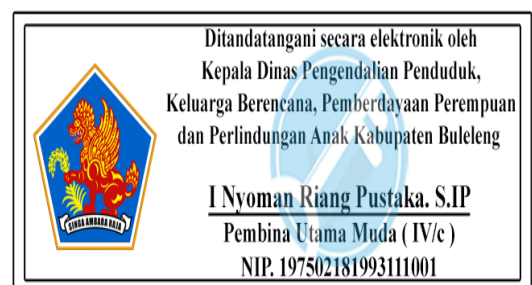 Ditandatangani secara elektronik oleh
Kepala Dinas Pengendalian Penduduk,
Keluarga Berencana, Pemberdayaan Perempuan
dan Perlindungan Anak Kabupaten Buleleng
I Nyoman Riang Pustaka. S.IP
Pembina Utama Muda ( IV/c )
NIP. 197502181993111001
SINGA AMBARA RAJA